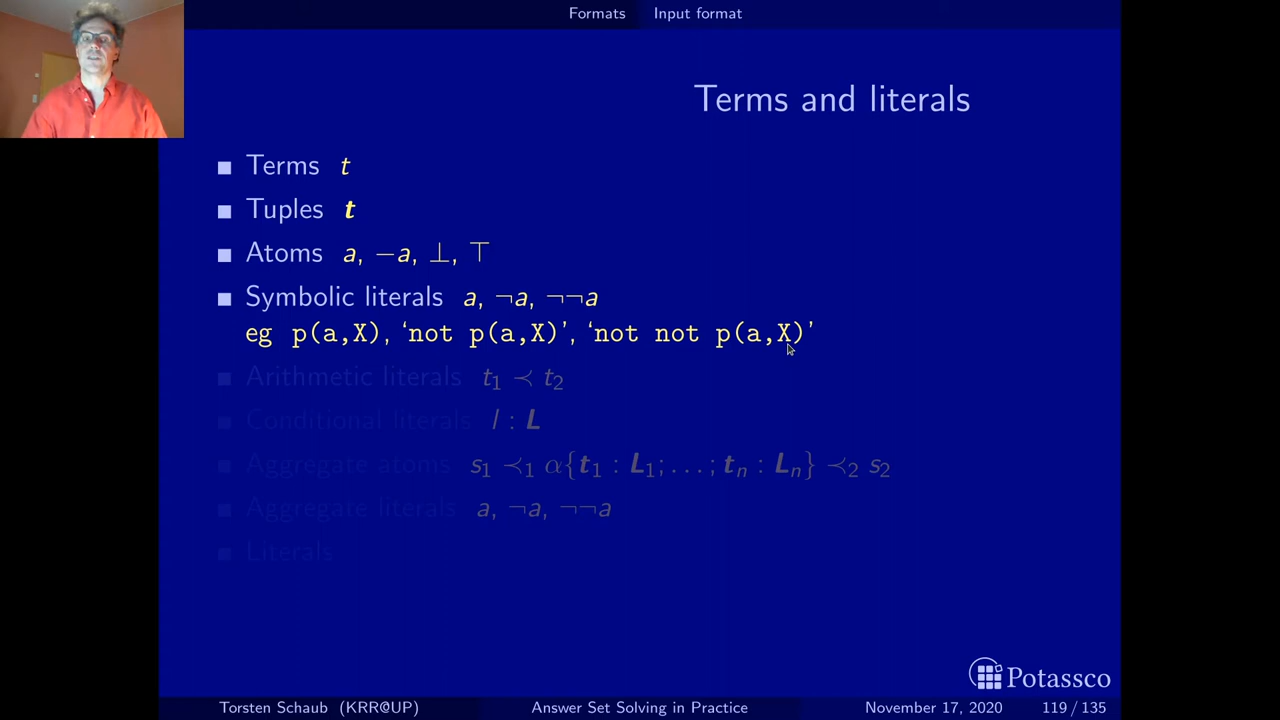 Formats Input format
Terms and literals
Terms t
Tuples t
Atoms a, −a, ⊥, ⊤
Symbolic literals a, ¬a, ¬¬a
eg p(a,X), ‘not p(a,X)’, ‘not not p(a,X)’
Arithmetic literals t₁ ≺ t₂
Conditional literals l : L
Aggregate atoms s₁ ≺₁ α{t₁ : L₁; . . . ; tₙ : Lₙ} ≺₂ s₂
Aggregate literals a, ¬a, ¬¬a
Literals
Potassco
Torsten Schaub (KRR@UP) Answer Set Solving in Practice November 17, 2020 119 / 135